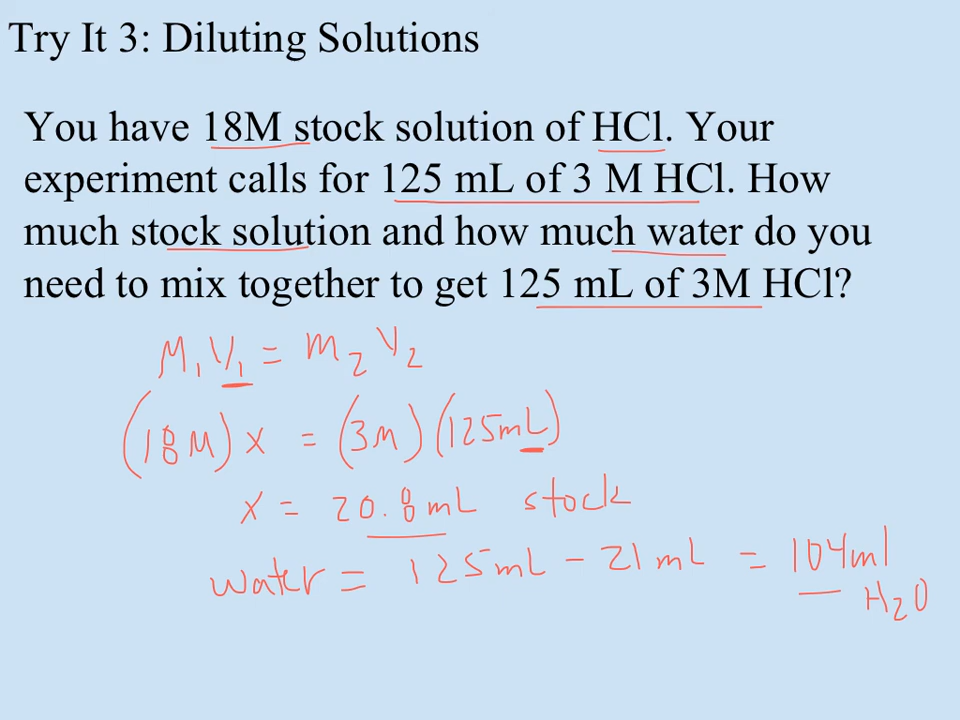 Try It 3: Diluting Solutions
You have 18M stock solution of HCl. Your
experiment calls for 125 mL of 3 M HCl. How
much stock solution and how much water do you
need to mix together to get 125 mL of 3M HCl?
M₁V₁ = M₂V₂
(18M) x = (3M)(125mL)
x = 20.8mL stock
water = 125mL - 21mL = 104ml
H₂O